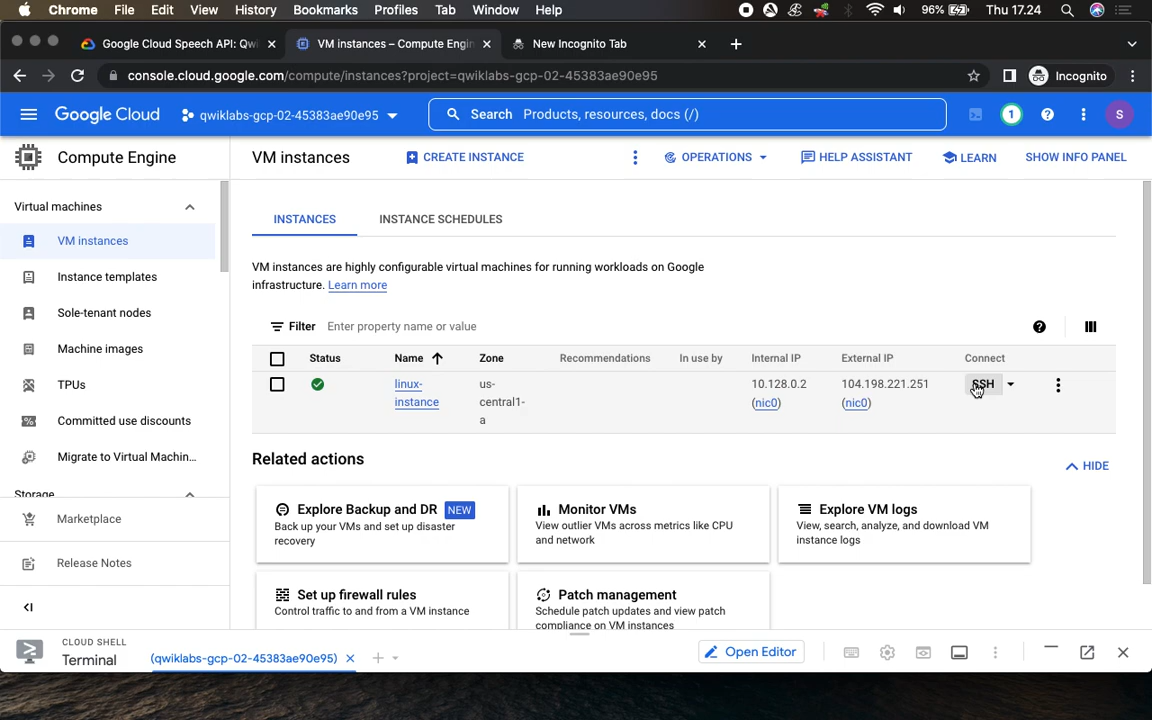 Chrome File Edit View History Bookmarks Profiles Tab Window Help 96% Thu 17.24
Google Cloud Speech API: Qwi VM instances – Compute Engin New Incognito Tab
console.cloud.google.com/compute/instances?project=qwiklabs-gcp-02-45383ae90e95 Incognito
Google Cloud qwiklabs-gcp-02-45383ae90e95 Search Products, resources, docs (/) 1 S
Compute Engine VM instances CREATE INSTANCE OPERATIONS HELP ASSISTANT LEARN SHOW INFO PANEL
Virtual machines
VM instances
Instance templates
Sole-tenant nodes
Machine images
TPUs
Committed use discounts
Migrate to Virtual Machin...
Storage
Marketplace
Release Notes
INSTANCES INSTANCE SCHEDULES
VM instances are highly configurable virtual machines for running workloads on Google
infrastructure. Learn more
Filter Enter property name or value
Status Name Zone Recommendations In use by Internal IP External IP Connect
linux- us- 10.128.0.2 104.198.221.251 SSH
instance central1- (nic0) (nic0)
a
Related actions
HIDE
Explore Backup and DR NEW
Back up your VMs and set up disaster
recovery
Monitor VMs
View outlier VMs across metrics like CPU
and network
Explore VM logs
View, search, analyze, and download VM
instance logs
Set up firewall rules
Control traffic to and from a VM instance
Patch management
Schedule patch updates and view patch
compliance on VM instances
CLOUD SHELL
Terminal (qwiklabs-gcp-02-45383ae90e95) Open Editor